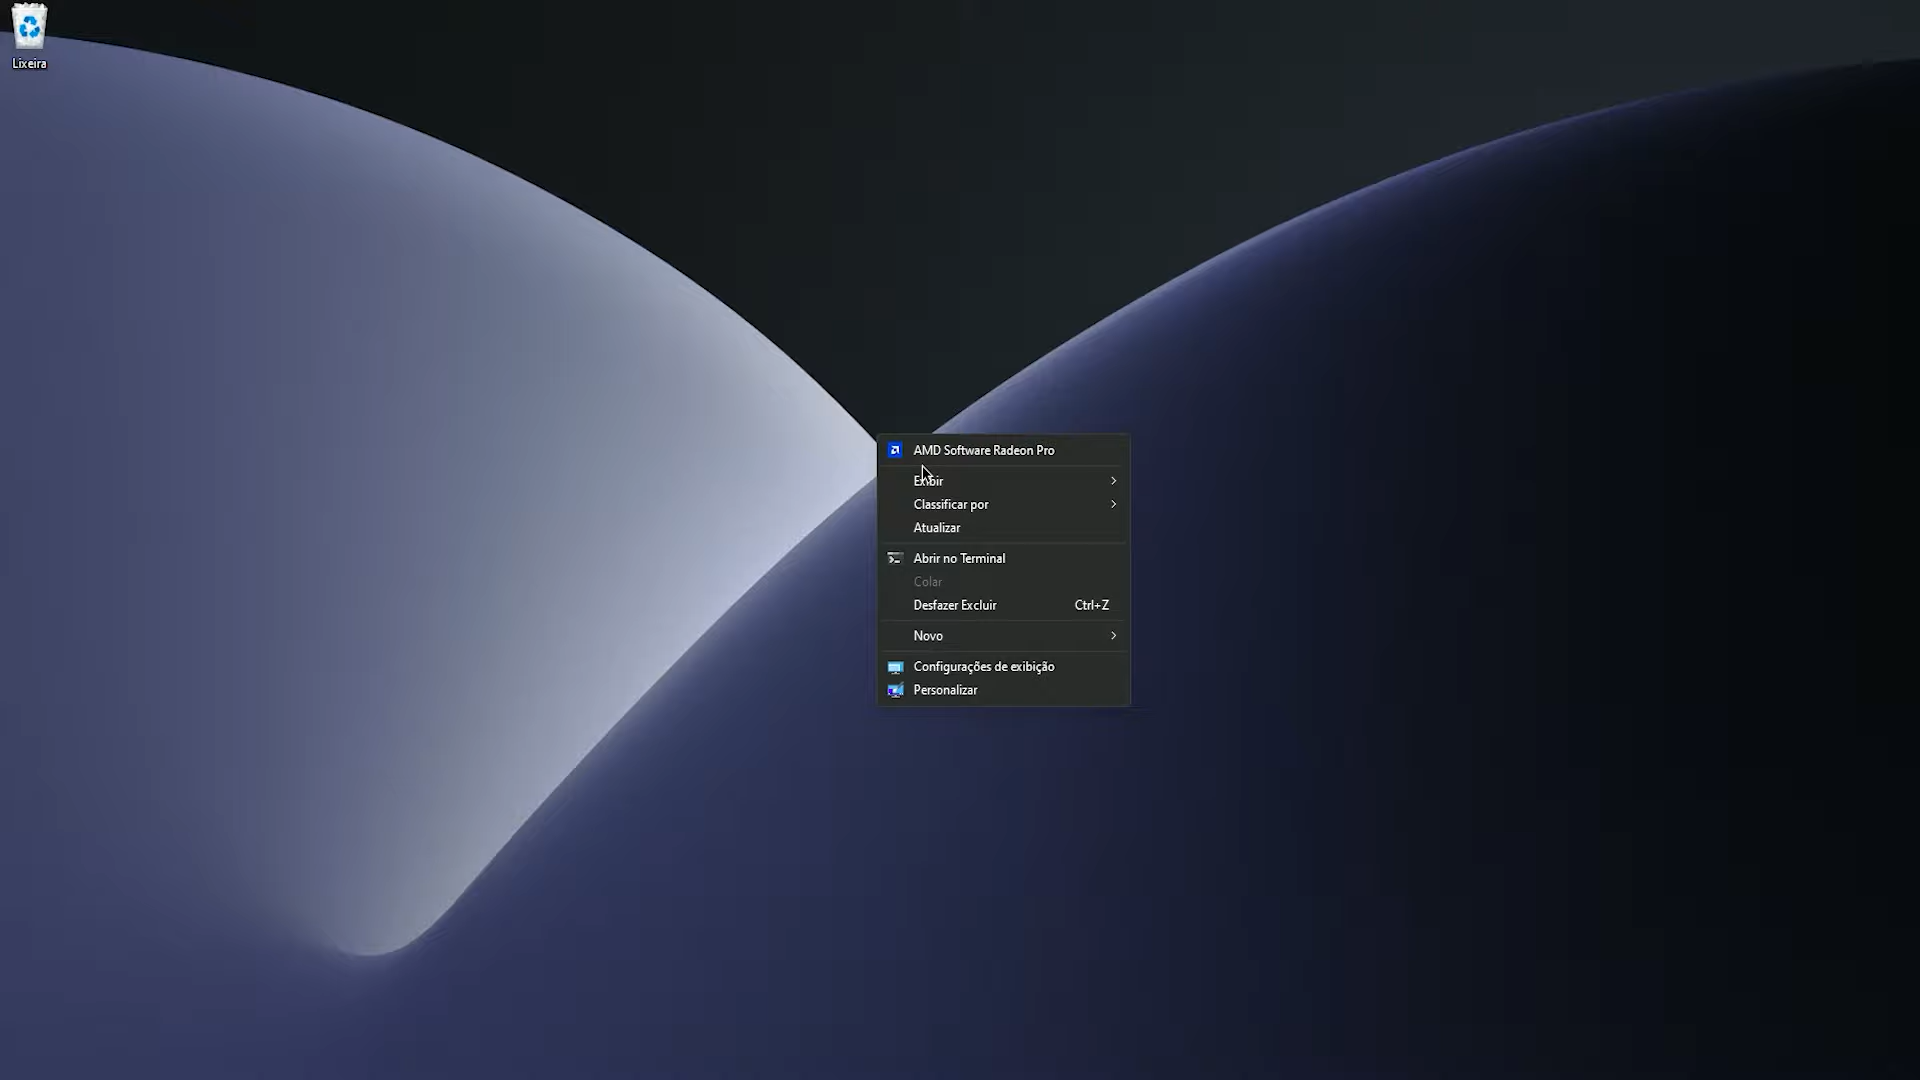 Lixeira
AMD Software Radeon Pro
Exibir
Classificar por
Atualizar
Abrir no Terminal
Colar
Desfazer Excluir Ctrl+Z
Novo
Configurações de exibição
Personalizar